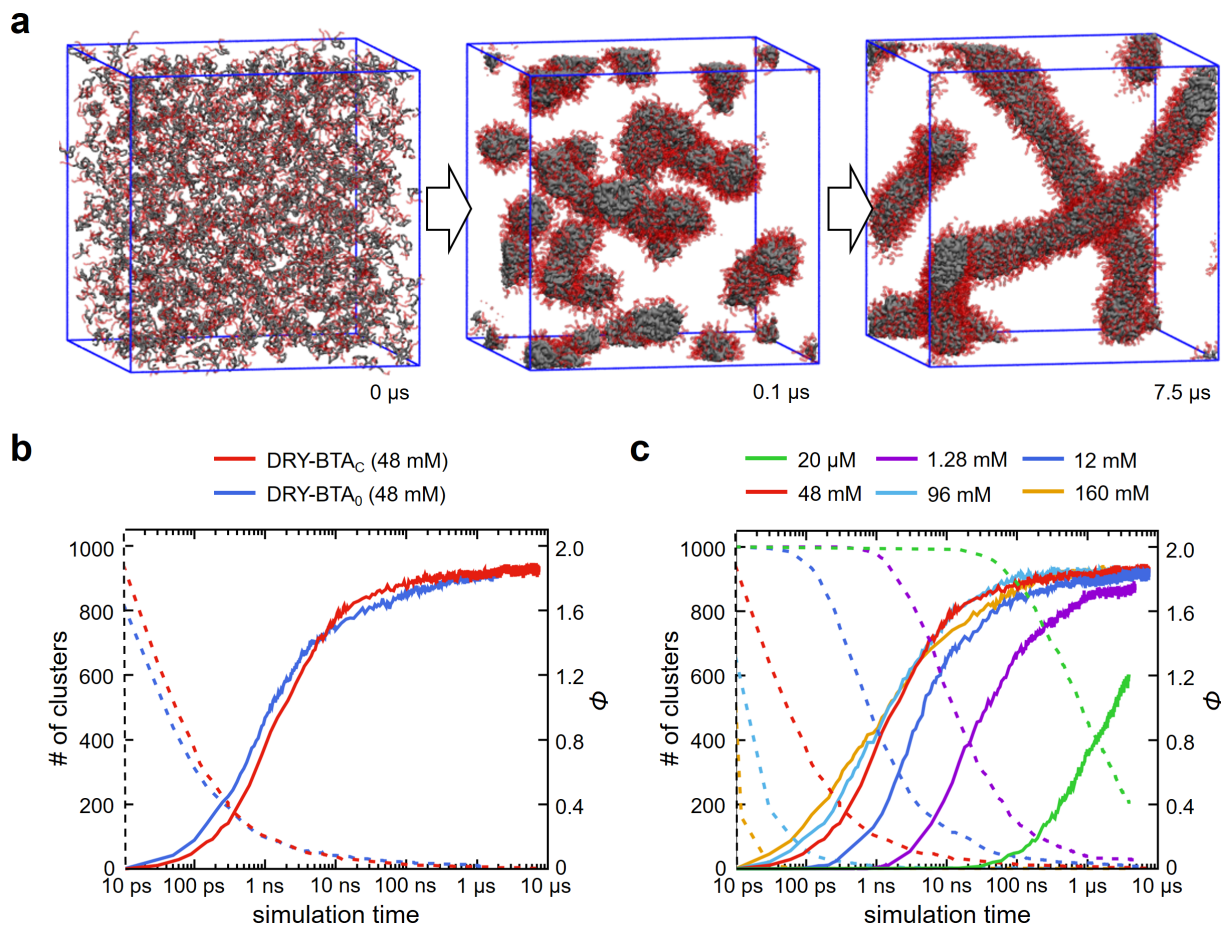 a
0 µs
0.1 µs
7.5 µs
b
DRY-BTAC (48 mM)
DRY-BTA0 (48 mM)
# of clusters
1000
800
600
400
200
0
2.0
1.6
1.2
0.8
0.4
0
Φ
10 ps 100 ps 1 ns 10 ns 100 ns 1 µs 10 µs
simulation time
c
20 µM 1.28 mM 12 mM
48 mM 96 mM 160 mM
# of clusters
1000
800
600
400
200
0
2.0
1.6
1.2
0.8
0.4
0
Φ
10 ps 100 ps 1 ns 10 ns 100 ns 1 µs 10 µs
simulation time